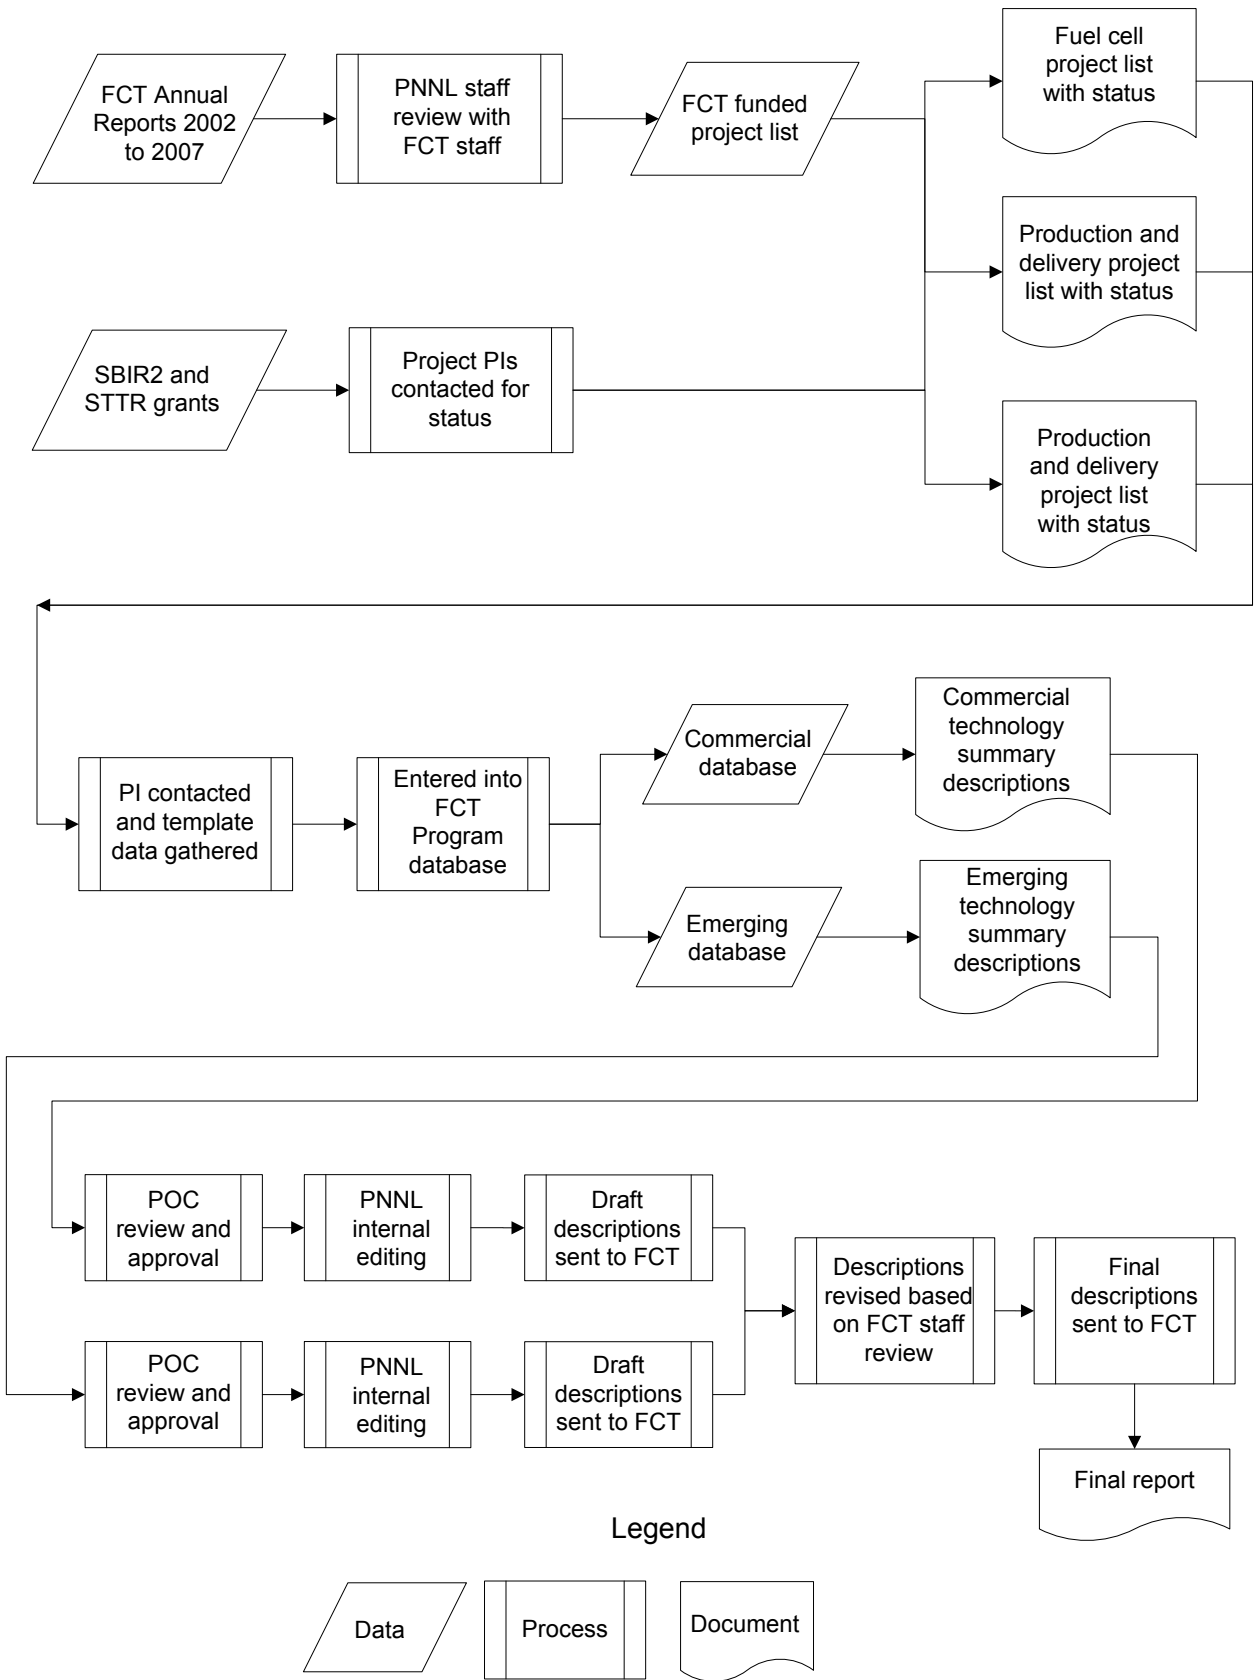 FCT Annual
Reports 2002
to 2007
PNNL staff
review with
FCT staff
FCT funded
project list
Fuel cell
project list
with status
Production and
delivery project
list with status
SBIR2 and
STTR grants
Project PIs
contacted for
status
Production
and delivery
project list
with status
PI contacted
and template
data gathered
Entered into
FCT
Program
database
Commercial
database
Commercial
technology
summary
descriptions
Emerging
database
Emerging
technology
summary
descriptions
POC
review and
approval
PNNL
internal
editing
Draft
descriptions
sent to FCT
POC
review and
approval
PNNL
internal
editing
Draft
descriptions
sent to FCT
Descriptions
revised based
on FCT staff
review
Final
descriptions
sent to FCT
Final report
Legend
Data
Process
Document